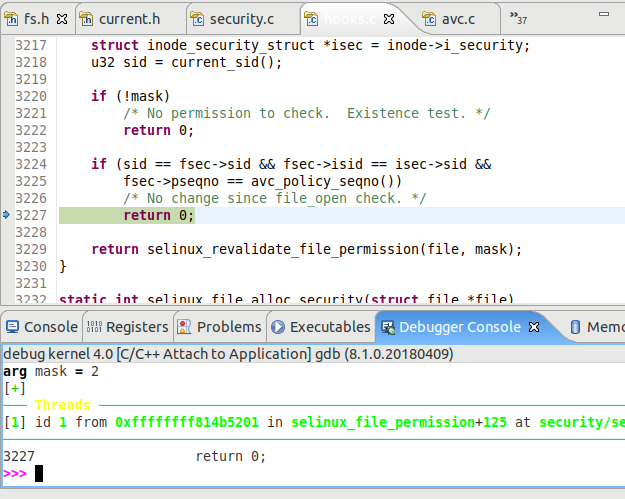 fs.h current.h security.c hooks.c avc.c »37
3217 struct inode_security_struct *isec = inode->i_security;
3218 u32 sid = current_sid();
3219
3220 if (!mask)
3221 /* No permission to check.  Existence test. */
3222 return 0;
3223
3224 if (sid == fsec->sid && fsec->isid == isec->sid &&
3225 fsec->pseqno == avc_policy_seqno())
3226 /* No change since file_open check. */
3227 return 0;
3228
3229 return selinux_revalidate_file_permission(file, mask);
3230 }
3231
3232 static int selinux_file_alloc_security(struct file *file)
Console 1010 0101 Registers Problems Executables Debugger Console Memo
debug kernel 4.0 [C/C++ Attach to Application] gdb (8.1.0.20180409)
arg mask = 2
[+]
Threads
[1] id 1 from 0xffffffff814b5201 in selinux_file_permission+125 at security/se
3227 return 0;
>>>